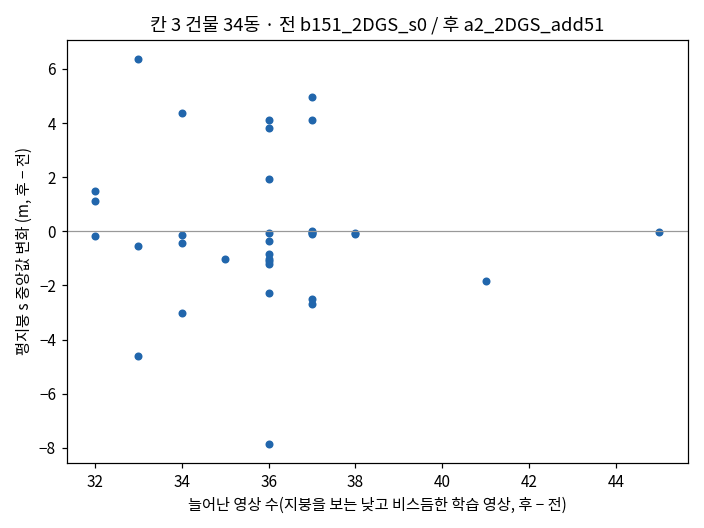 칸 3 건물 34동 · 전 b151_2DGS_s0 / 후 a2_2DGS_add51
평지붕 s 중앙값 변화 (m, 후 − 전)
6
4
2
0
−2
−4
−6
−8
32 34 36 38 40 42 44
늘어난 영상 수(지붕을 보는 낮고 비스듬한 학습 영상, 후 − 전)